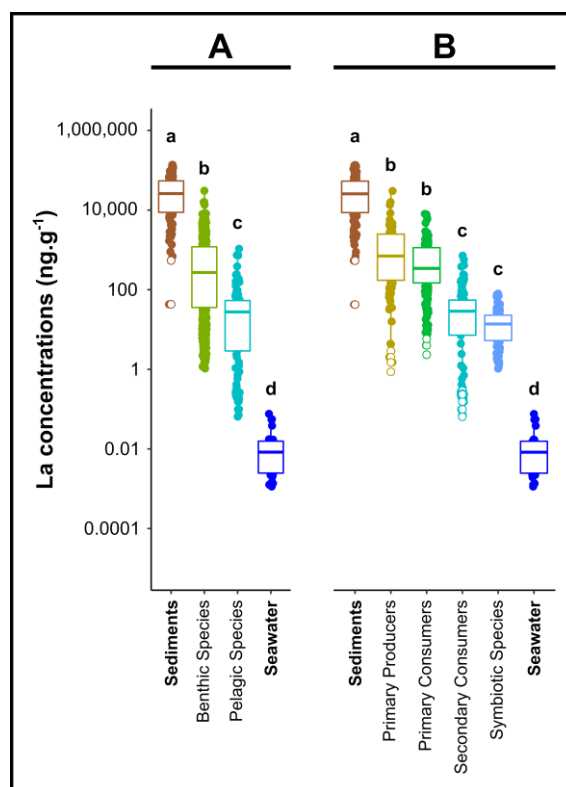 A
B
La concentrations (ng.g⁻¹)
1,000,000
10,000
100
1
0.01
0.0001
a
b
c
d
a
b
b
c
c
d
Sediments
Benthic Species
Pelagic Species
Seawater
Sediments
Primary Producers
Primary Consumers
Secondary Consumers
Symbiotic Species
Seawater